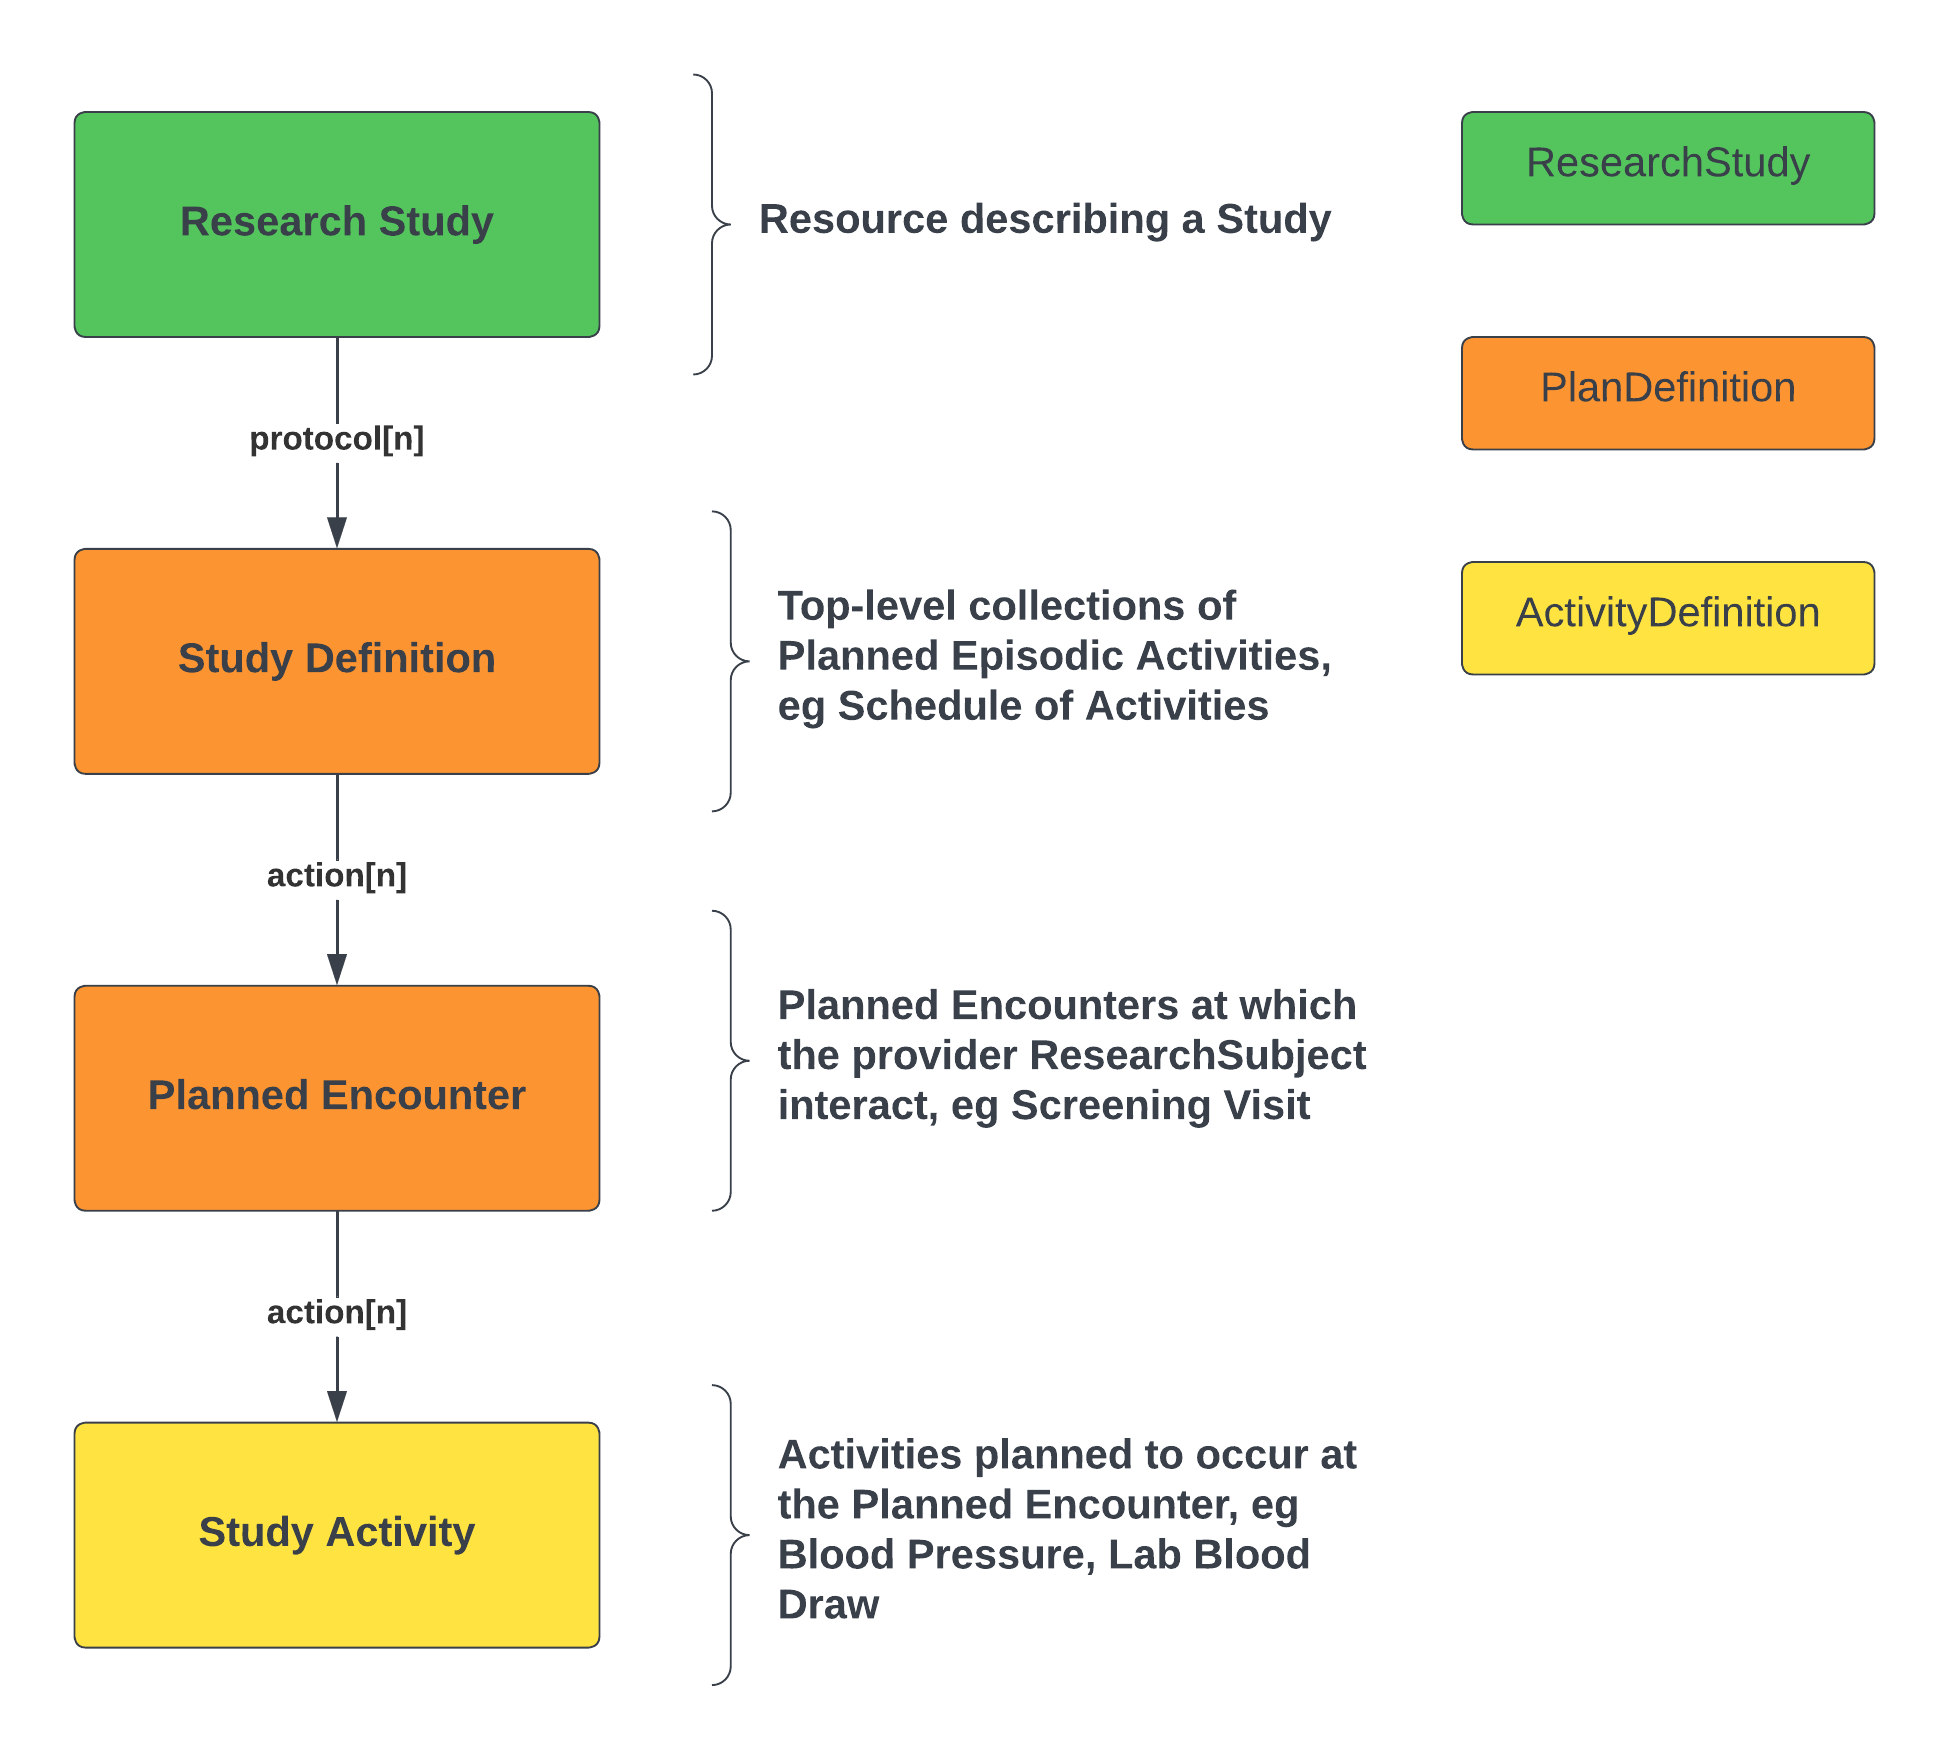 Research Study
Resource describing a Study
ResearchStudy
protocol[n]
PlanDefinition
Study Definition
Top-level collections of
Planned Episodic Activities,
eg Schedule of Activities
ActivityDefinition
action[n]
Planned Encounter
Planned Encounters at which
the provider ResearchSubject
interact, eg Screening Visit
action[n]
Study Activity
Activities planned to occur at
the Planned Encounter, eg
Blood Pressure, Lab Blood
Draw